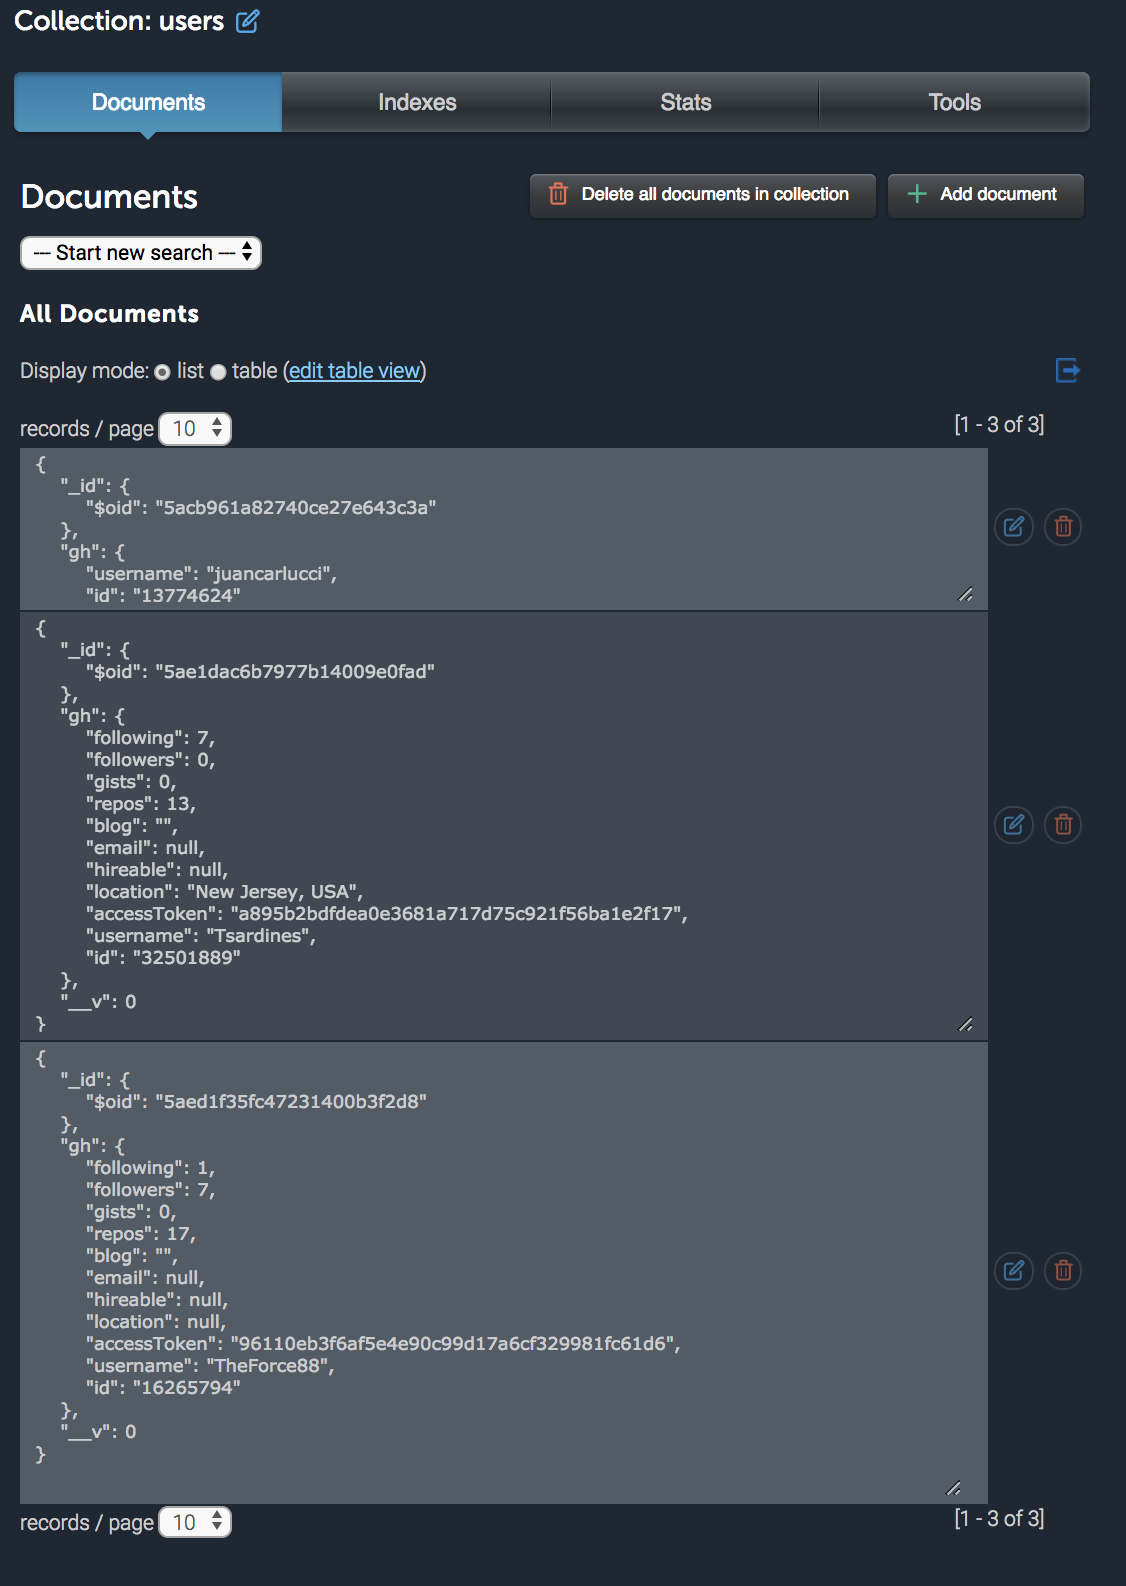 Collection: users
Documents
Indexes
Stats
Tools
Documents
Delete all documents in collection
Add document
--- Start new search ---
All Documents
Display mode: list table (edit table view)
records / page 10
[1 - 3 of 3]
{
"_id": {
"$oid": "5acb961a82740ce27e643c3a"
},
"gh": {
"username": "juancarlucci",
"id": "13774624"
{
"_id": {
"$oid": "5ae1dac6b7977b14009e0fad"
},
"gh": {
"following": 7,
"followers": 0,
"gists": 0,
"repos": 13,
"blog": "",
"email": null,
"hireable": null,
"location": "New Jersey, USA",
"accessToken": "a895b2bdfdea0e3681a717d75c921f56ba1e2f17",
"username": "Tsardines",
"id": "32501889"
},
"__v": 0
}
{
"_id": {
"$oid": "5aed1f35fc47231400b3f2d8"
},
"gh": {
"following": 1,
"followers": 7,
"gists": 0,
"repos": 17,
"blog": "",
"email": null,
"hireable": null,
"location": null,
"accessToken": "96110eb3f6af5e4e90c99d17a6cf329981fc61d6",
"username": "TheForce88",
"id": "16265794"
},
"__v": 0
}
records / page 10
[1 - 3 of 3]